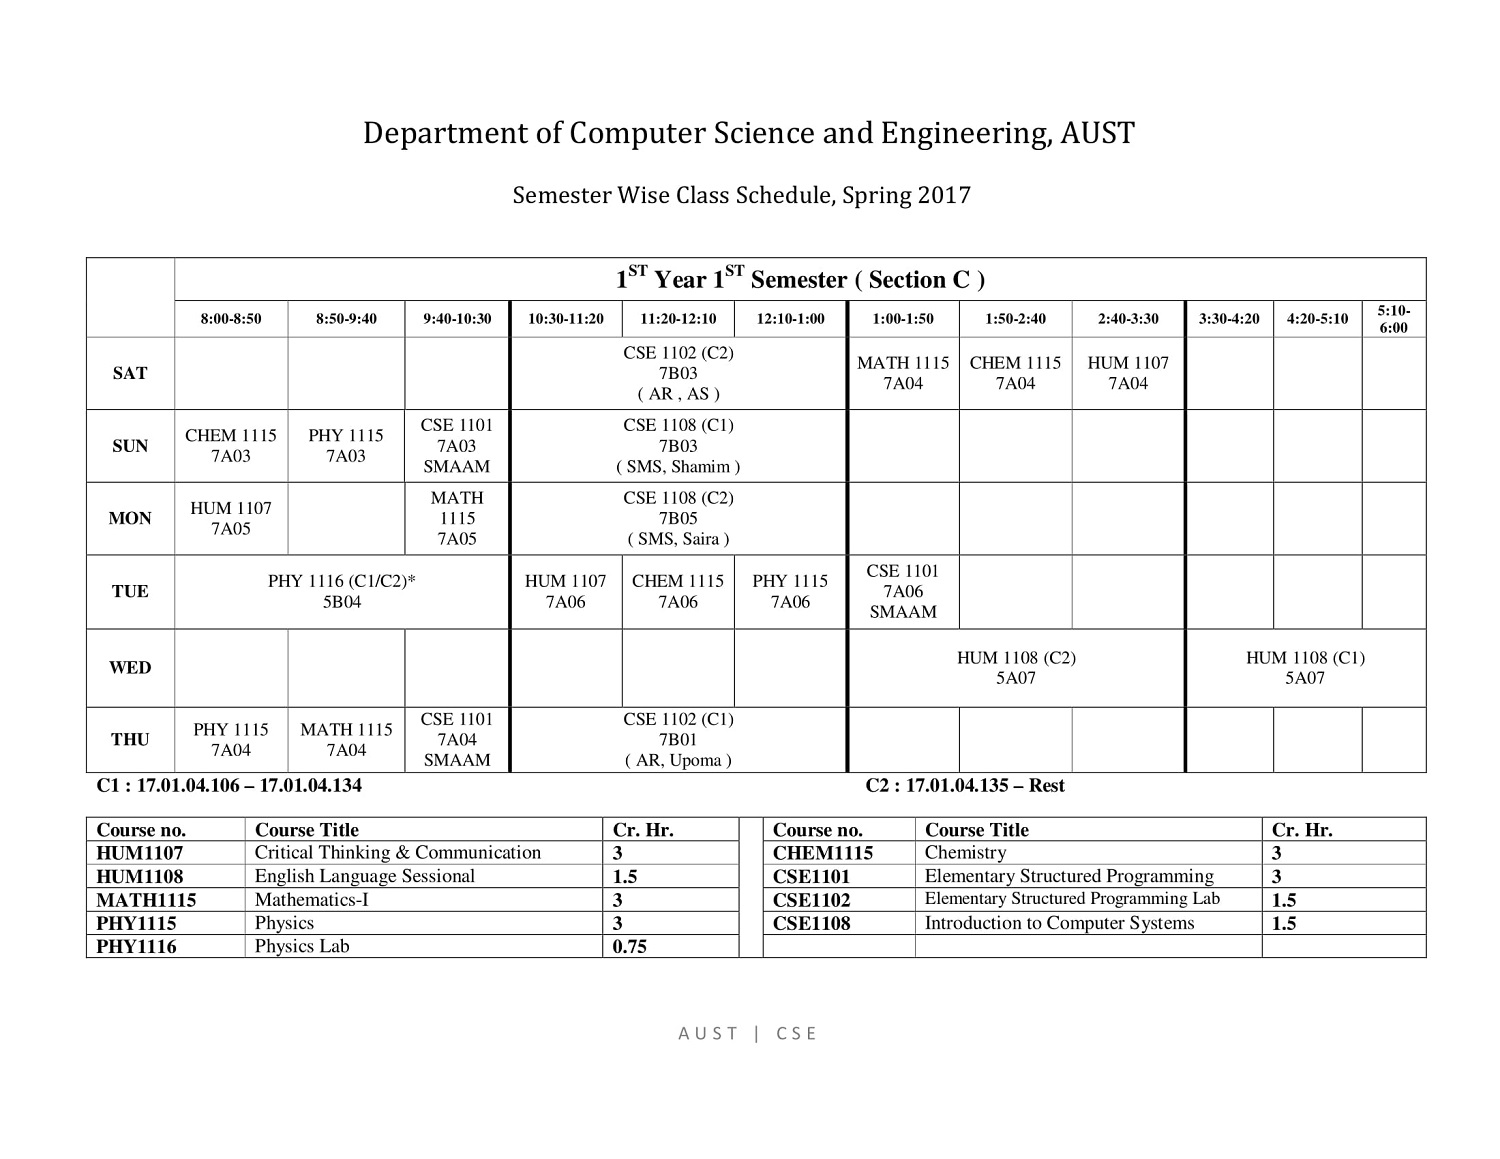 Department of Computer Science and Engineering, AUST
Semester Wise Class Schedule, Spring 2017
1ST Year 1ST Semester ( Section C )
8:00-8:50 8:50-9:40 9:40-10:30 10:30-11:20 11:20-12:10 12:10-1:00 1:00-1:50 1:50-2:40 2:40-3:30 3:30-4:20 4:20-5:10 5:10-
6:00
SAT
CSE 1102 (C2)
7B03
( AR , AS )
MATH 1115
7A04
CHEM 1115
7A04
HUM 1107
7A04
SUN
CHEM 1115
7A03
PHY 1115
7A03
CSE 1101
7A03
SMAAM
CSE 1108 (C1)
7B03
( SMS, Shamim )
MON
HUM 1107
7A05
MATH
1115
7A05
CSE 1108 (C2)
7B05
( SMS, Saira )
TUE
PHY 1116 (C1/C2)*
5B04
HUM 1107
7A06
CHEM 1115
7A06
PHY 1115
7A06
CSE 1101
7A06
SMAAM
WED
HUM 1108 (C2)
5A07
HUM 1108 (C1)
5A07
THU
PHY 1115
7A04
MATH 1115
7A04
CSE 1101
7A04
SMAAM
CSE 1102 (C1)
7B01
( AR, Upoma )
C1 : 17.01.04.106 – 17.01.04.134 C2 : 17.01.04.135 – Rest
Course no. Course Title Cr. Hr. Course no. Course Title Cr. Hr.
HUM1107 Critical Thinking & Communication 3 CHEM1115 Chemistry 3
HUM1108 English Language Sessional 1.5 CSE1101 Elementary Structured Programming 3
MATH1115 Mathematics-I 3 CSE1102 Elementary Structured Programming Lab 1.5
PHY1115 Physics 3 CSE1108 Introduction to Computer Systems 1.5
PHY1116 Physics Lab 0.75
AUST | CSE